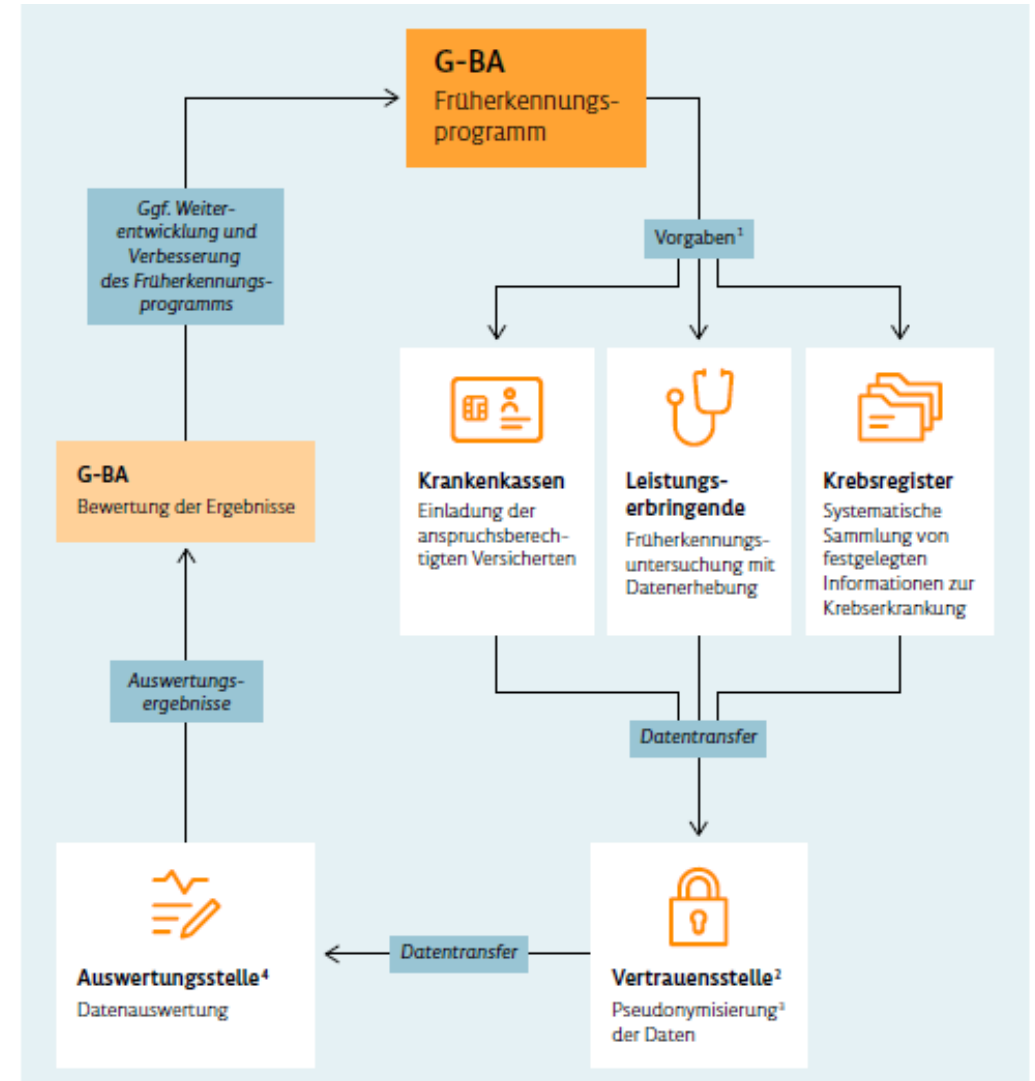 G-BA
Früherkennungs-
programm
Ggf. Weiter-
entwicklung und
Verbesserung
des Früherkennungs-
programms
Vorgaben¹
G-BA
Bewertung der Ergebnisse
Krankenkassen
Einladung der
anspruchsberech-
tigten Versicherten
Leistungs-
erbringende
Früherkennungs-
untersuchung mit
Datenerhebung
Krebsregister
Systematische
Sammlung von
festgelegten
Informationen zur
Krebserkrankung
Auswertungs-
ergebnisse
Datentransfer
Auswertungsstelle⁴
Datenauswertung
Datentransfer
Vertrauensstelle²
Pseudonymisierung³
der Daten